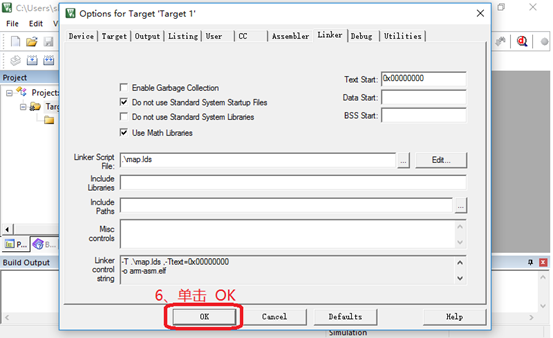 C:\Users\s
Options for Target 'Target 1'
File Edit
Device Target Output Listing User CC Assembler Linker Debug Utilities
Project
Project:
Targe
Enable Garbage Collection
Do not use Standard System Startup Files
Do not use Standard System Libraries
Use Math Libraries
Text Start: 0x00000000
Data Start:
BSS Start:
Linker Script File: .\map.lds ... Edit...
Include Libraries
Include Paths ...
Misc controls
Linker control string
-T .\map.lds ,-Ttext=0x00000000
-o arm-asm.elf
P...
Build Output
6、单击 OK
OK Cancel Defaults Help
Simulation